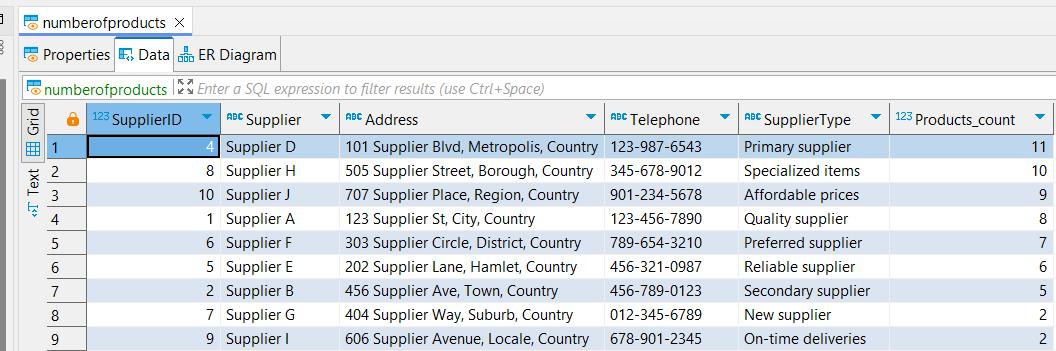 numberofproducts
Properties Data ER Diagram
numberofproducts Enter a SQL expression to filter results (use Ctrl+Space)
Grid
Text
123 SupplierID ABC Supplier ABC Address ABC Telephone ABC SupplierType 123 Products_count
1 4 Supplier D 101 Supplier Blvd, Metropolis, Country 123-987-6543 Primary supplier 11
2 8 Supplier H 505 Supplier Street, Borough, Country 345-678-9012 Specialized items 10
3 10 Supplier J 707 Supplier Place, Region, Country 901-234-5678 Affordable prices 9
4 1 Supplier A 123 Supplier St, City, Country 123-456-7890 Quality supplier 8
5 6 Supplier F 303 Supplier Circle, District, Country 789-654-3210 Preferred supplier 7
6 5 Supplier E 202 Supplier Lane, Hamlet, Country 456-321-0987 Reliable supplier 6
7 2 Supplier B 456 Supplier Ave, Town, Country 456-789-0123 Secondary supplier 5
8 7 Supplier G 404 Supplier Way, Suburb, Country 012-345-6789 New supplier 2
9 9 Supplier I 606 Supplier Avenue, Locale, Country 678-901-2345 On-time deliveries 2